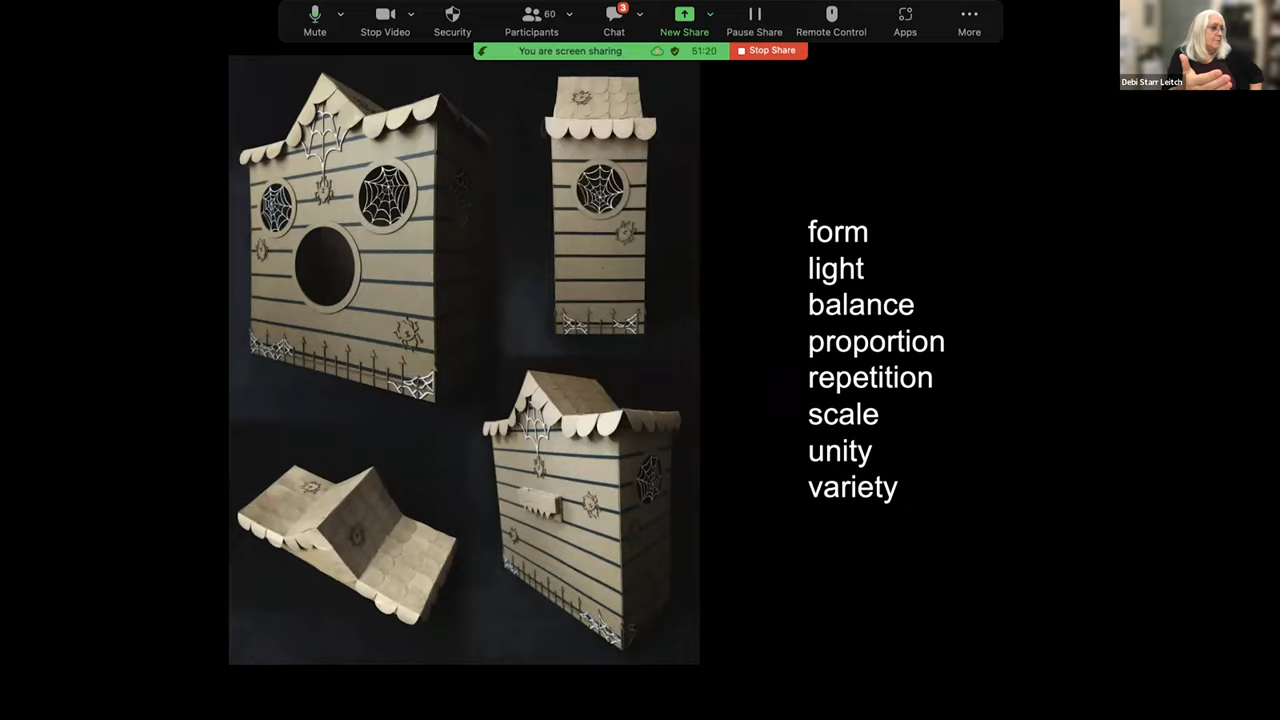 Mute
Stop Video
Security
60
Participants
3
Chat
New Share
Pause Share
Remote Control
Apps
More
You are screen sharing
51:20
Stop Share
Debi Starr Leitch
form
light
balance
proportion
repetition
scale
unity
variety